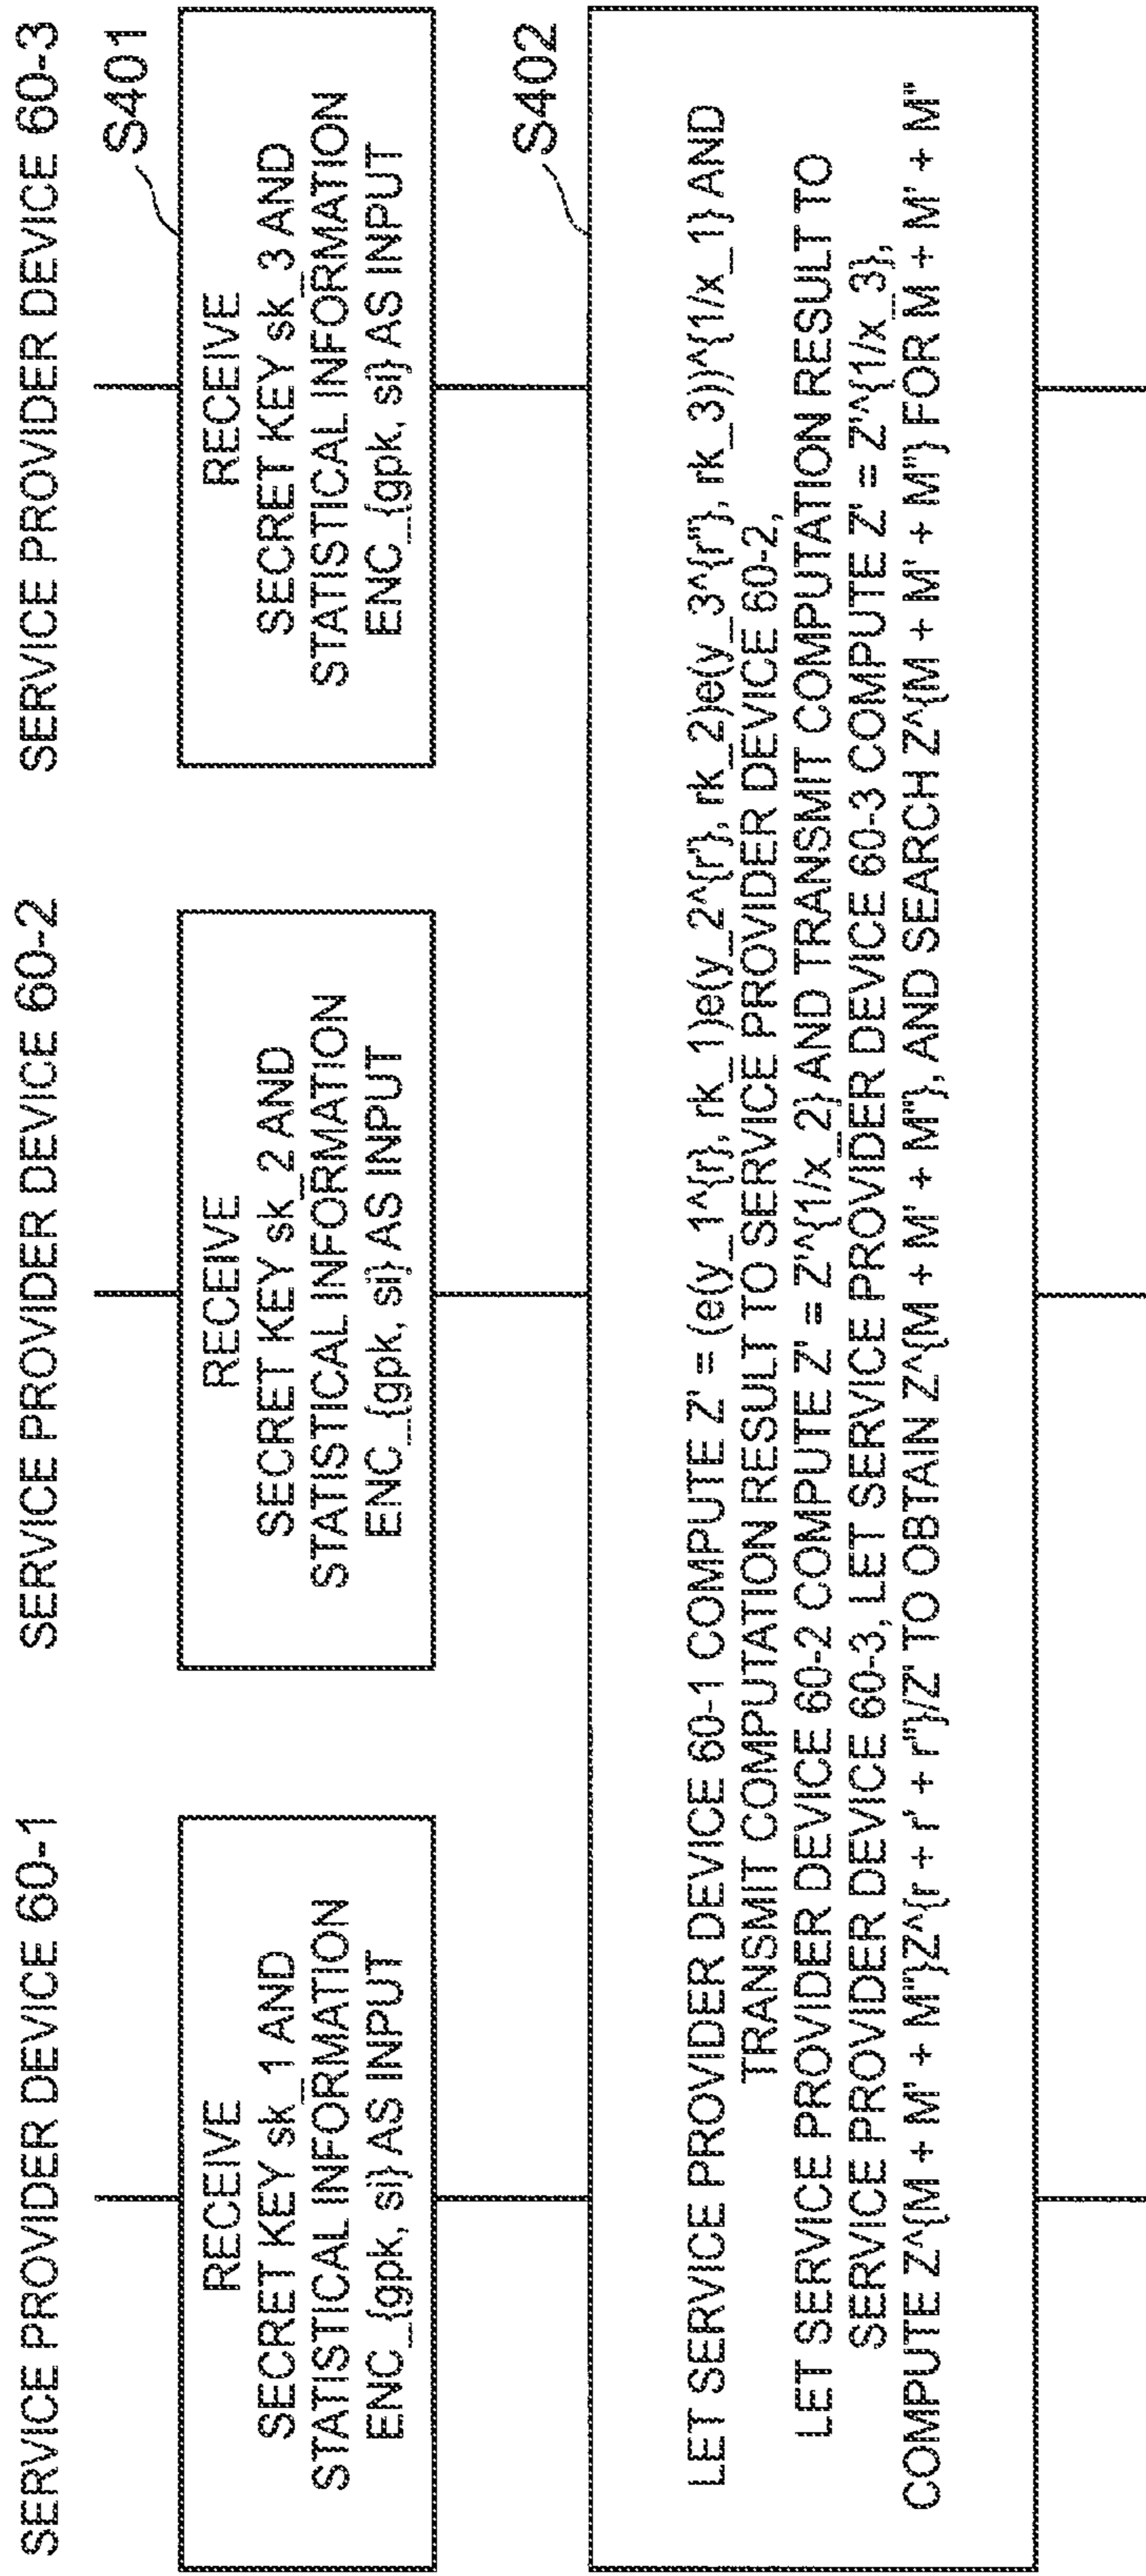 SERVICE PROVIDER DEVICE 60-1
SERVICE PROVIDER DEVICE 60-2
SERVICE PROVIDER DEVICE 60-3
S401
RECEIVE
SECRET KEY sk_1 AND
STATISTICAL INFORMATION
ENC_{gpk, si} AS INPUT
RECEIVE
SECRET KEY sk_2 AND
STATISTICAL INFORMATION
ENC_{gpk, si} AS INPUT
RECEIVE
SECRET KEY sk_3 AND
STATISTICAL INFORMATION
ENC_{gpk, si} AS INPUT
S402
LET SERVICE PROVIDER DEVICE 60-1 COMPUTE Z' = (e(y_1^{r}, rk_1)e(y_2^{r'}, rk_2)e(y_3^{r"}, rk_3))^{1/x_1} AND
TRANSMIT COMPUTATION RESULT TO SERVICE PROVIDER DEVICE 60-2,
LET SERVICE PROVIDER DEVICE 60-2 COMPUTE Z' = Z'^{1/x_2} AND TRANSMIT COMPUTATION RESULT TO
SERVICE PROVIDER DEVICE 60-3, LET SERVICE PROVIDER DEVICE 60-3 COMPUTE Z' = Z'^{1/x_3},
COMPUTE Z^{M + M' + M"}Z^{r + r' + r"}/Z' TO OBTAIN Z^{M + M' + M"}, AND SEARCH Z^{M + M' + M"} FOR M + M' + M"